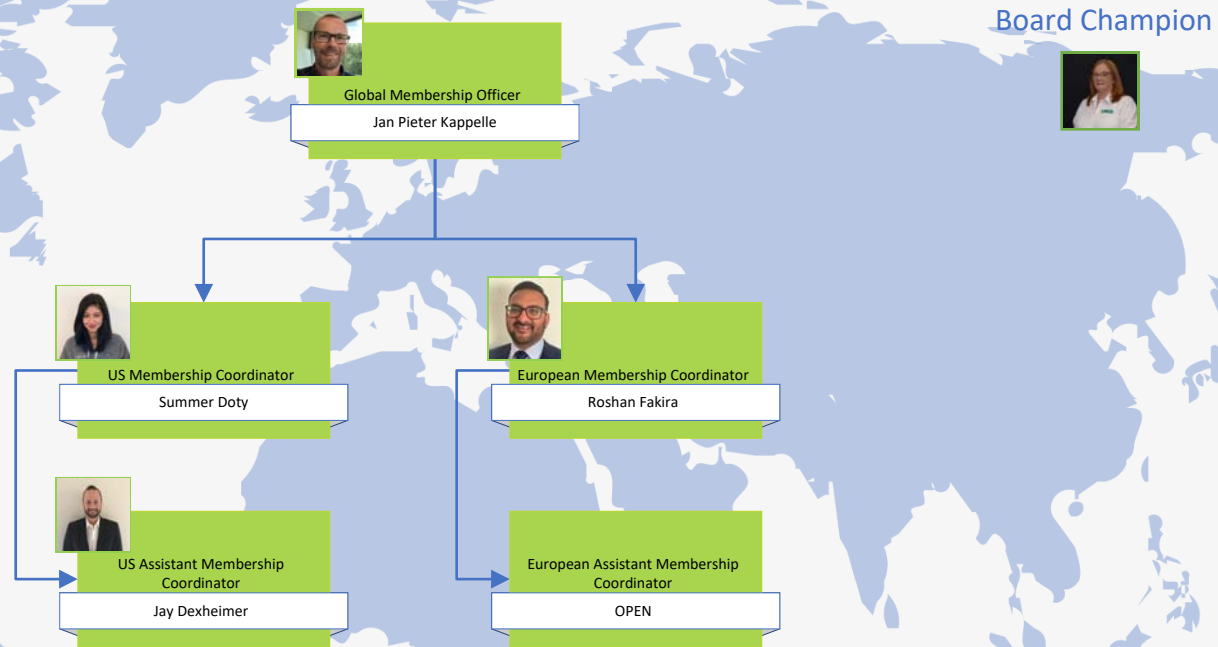 Board Champion
Global Membership Officer
Jan Pieter Kappelle
US Membership Coordinator
Summer Doty
European Membership Coordinator
Roshan Fakira
US Assistant Membership
Coordinator
Jay Dexheimer
European Assistant Membership
Coordinator
OPEN